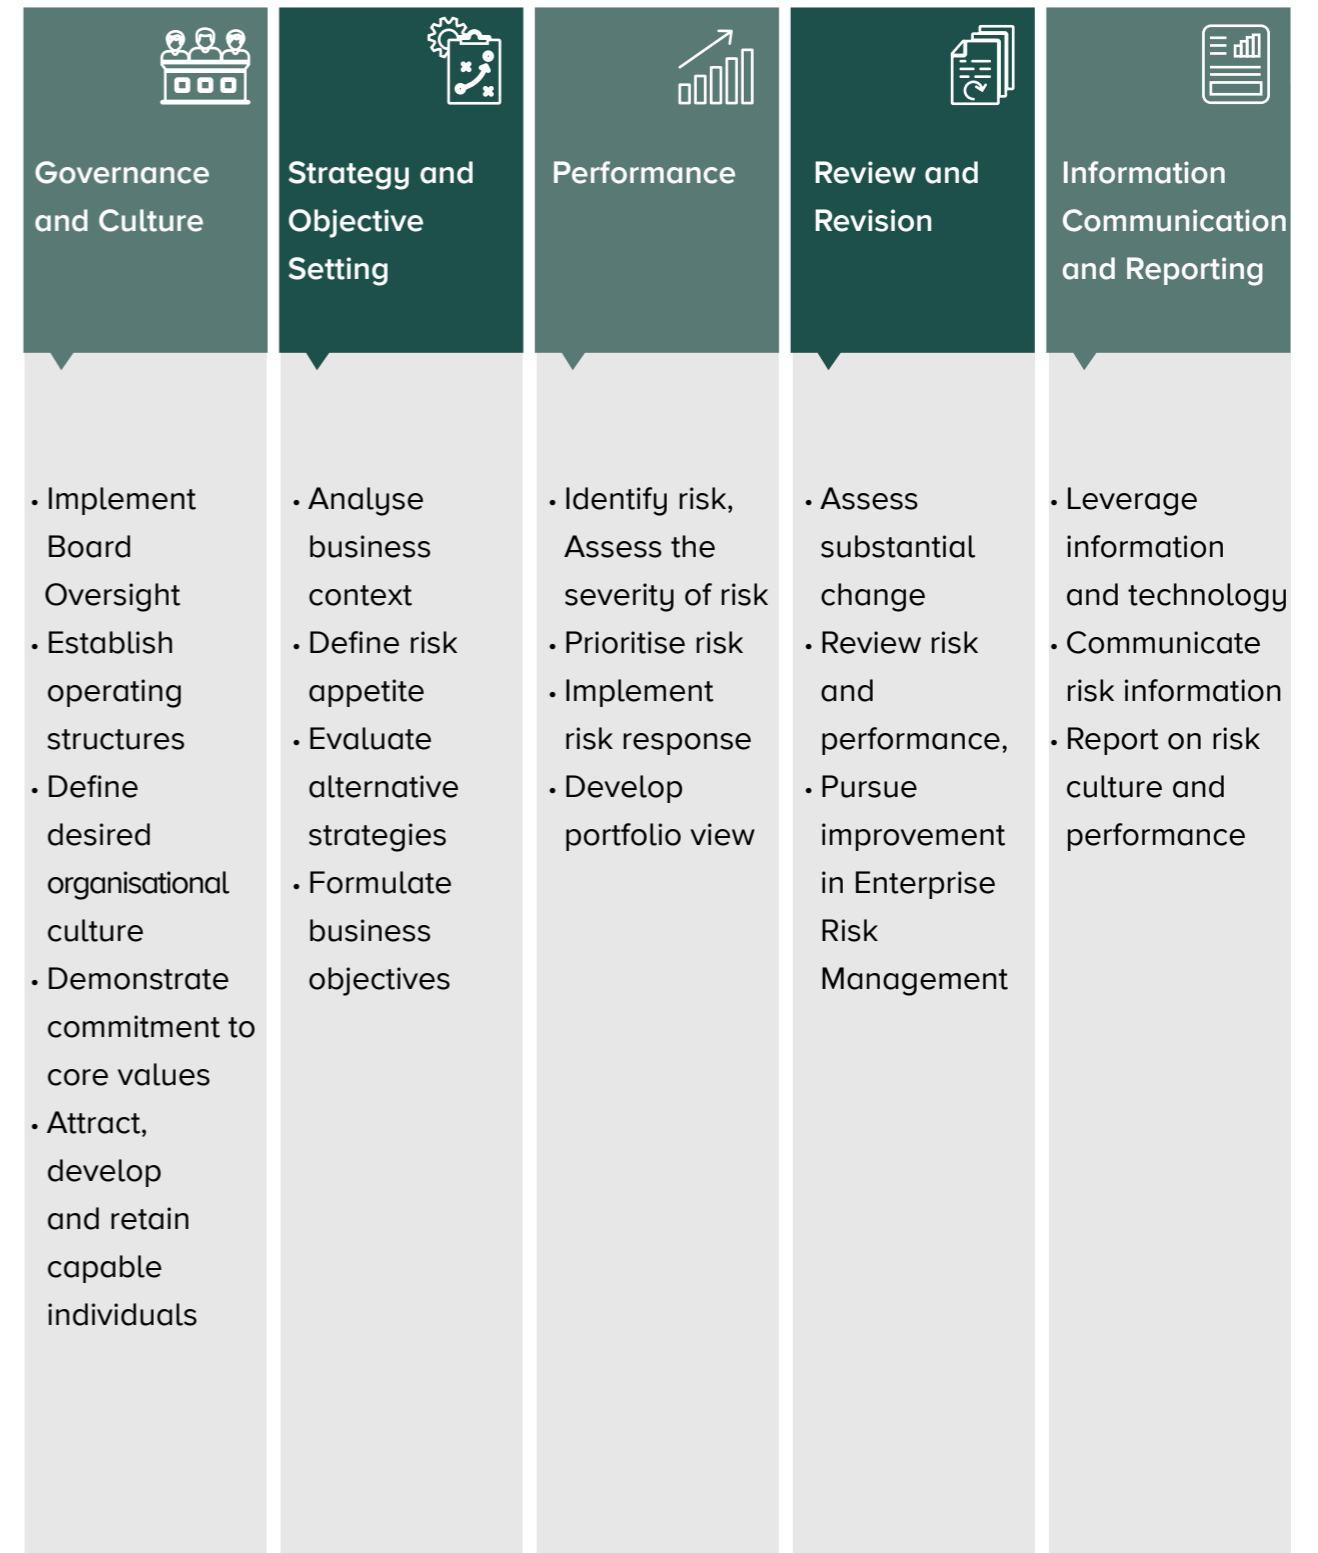 Governance
and Culture
Strategy and
Objective
Setting
Performance
Review and
Revision
Information
Communication
and Reporting
• Implement
Board
Oversight
• Establish
operating
structures
• Define
desired
organisational
culture
• Demonstrate
commitment to
core values
• Attract,
develop
and retain
capable
individuals
• Analyse
business
context
• Define risk
appetite
• Evaluate
alternative
strategies
• Formulate
business
objectives
• Identify risk,
Assess the
severity of risk
• Prioritise risk
• Implement
risk response
• Develop
portfolio view
• Assess
substantial
change
• Review risk
and
performance,
• Pursue
improvement
in Enterprise
Risk
Management
• Leverage
information
and technology
• Communicate
risk information
• Report on risk
culture and
performance